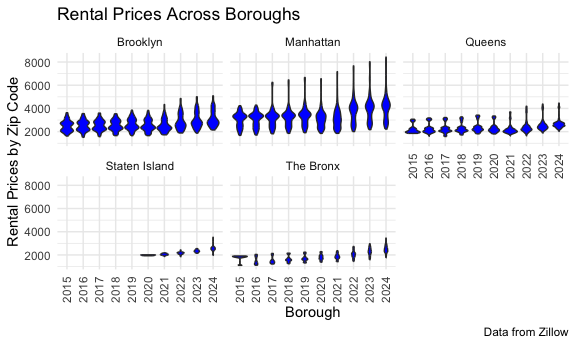 Rental Prices Across Boroughs
Brooklyn
Manhattan
Queens
8000
6000
4000
2000
2015 2016 2017 2018 2019 2020 2021 2022 2023 2024
Staten Island
The Bronx
8000
6000
4000
2000
2015 2016 2017 2018 2019 2020 2021 2022 2023 2024
2015 2016 2017 2018 2019 2020 2021 2022 2023 2024
Rental Prices by Zip Code
Borough
Data from Zillow